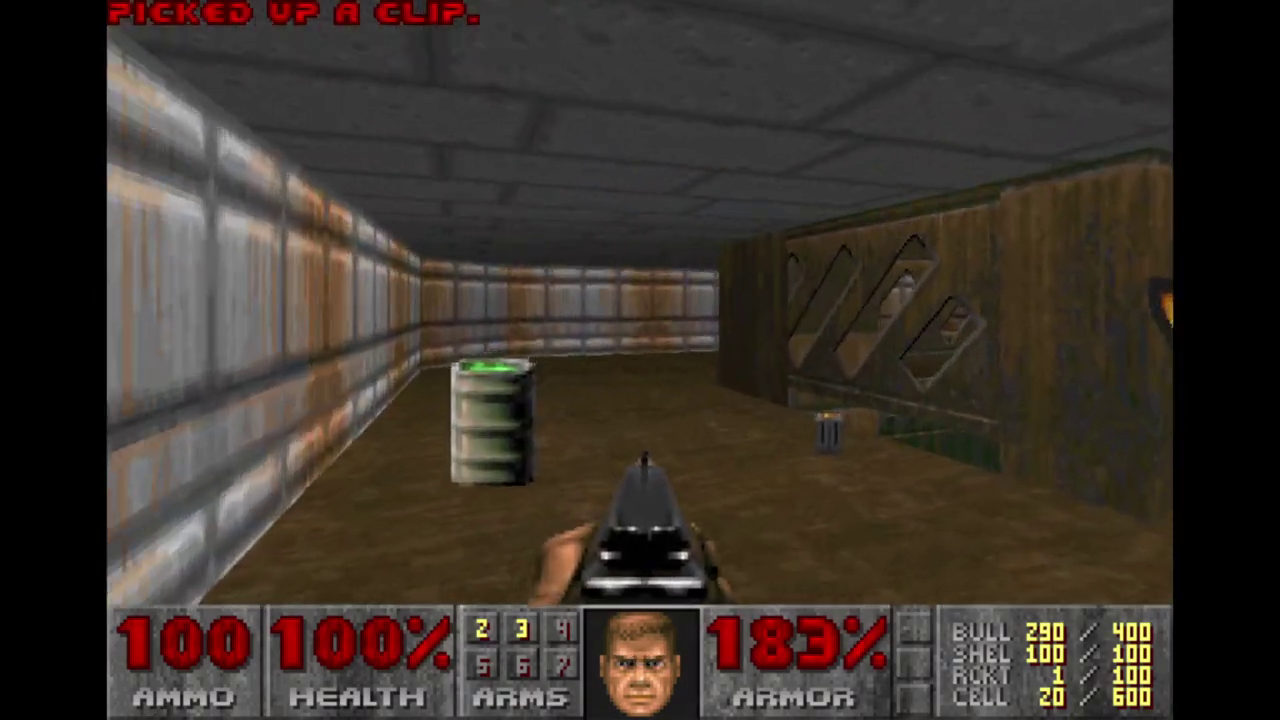 PICKED UP A CLIP.
100 100% 2 3 4 183% BULL 290 / 400
5 6 7 SHEL 100 / 100
RCKT 1 / 100
AMMO HEALTH ARMS ARMOR CELL 20 / 600